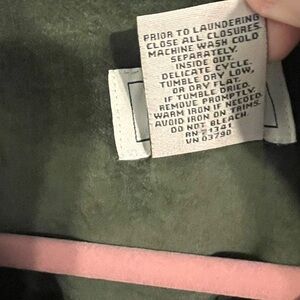 PRIOR TO LAUNDERING
CLOSE ALL CLOSURES.
MACHINE WASH COLD
SEPARATELY.
INSIDE OUT.
DELICATE CYCLE.
TUMBLE DRY LOW,
OR DRY FLAT.
IF TUMBLE DRIED,
REMOVE PROMPTLY.
WARM IRON IF NEEDED.
AVOID IRON ON TRIMS.
DO NOT BLEACH.
RN 71341
VN 03790